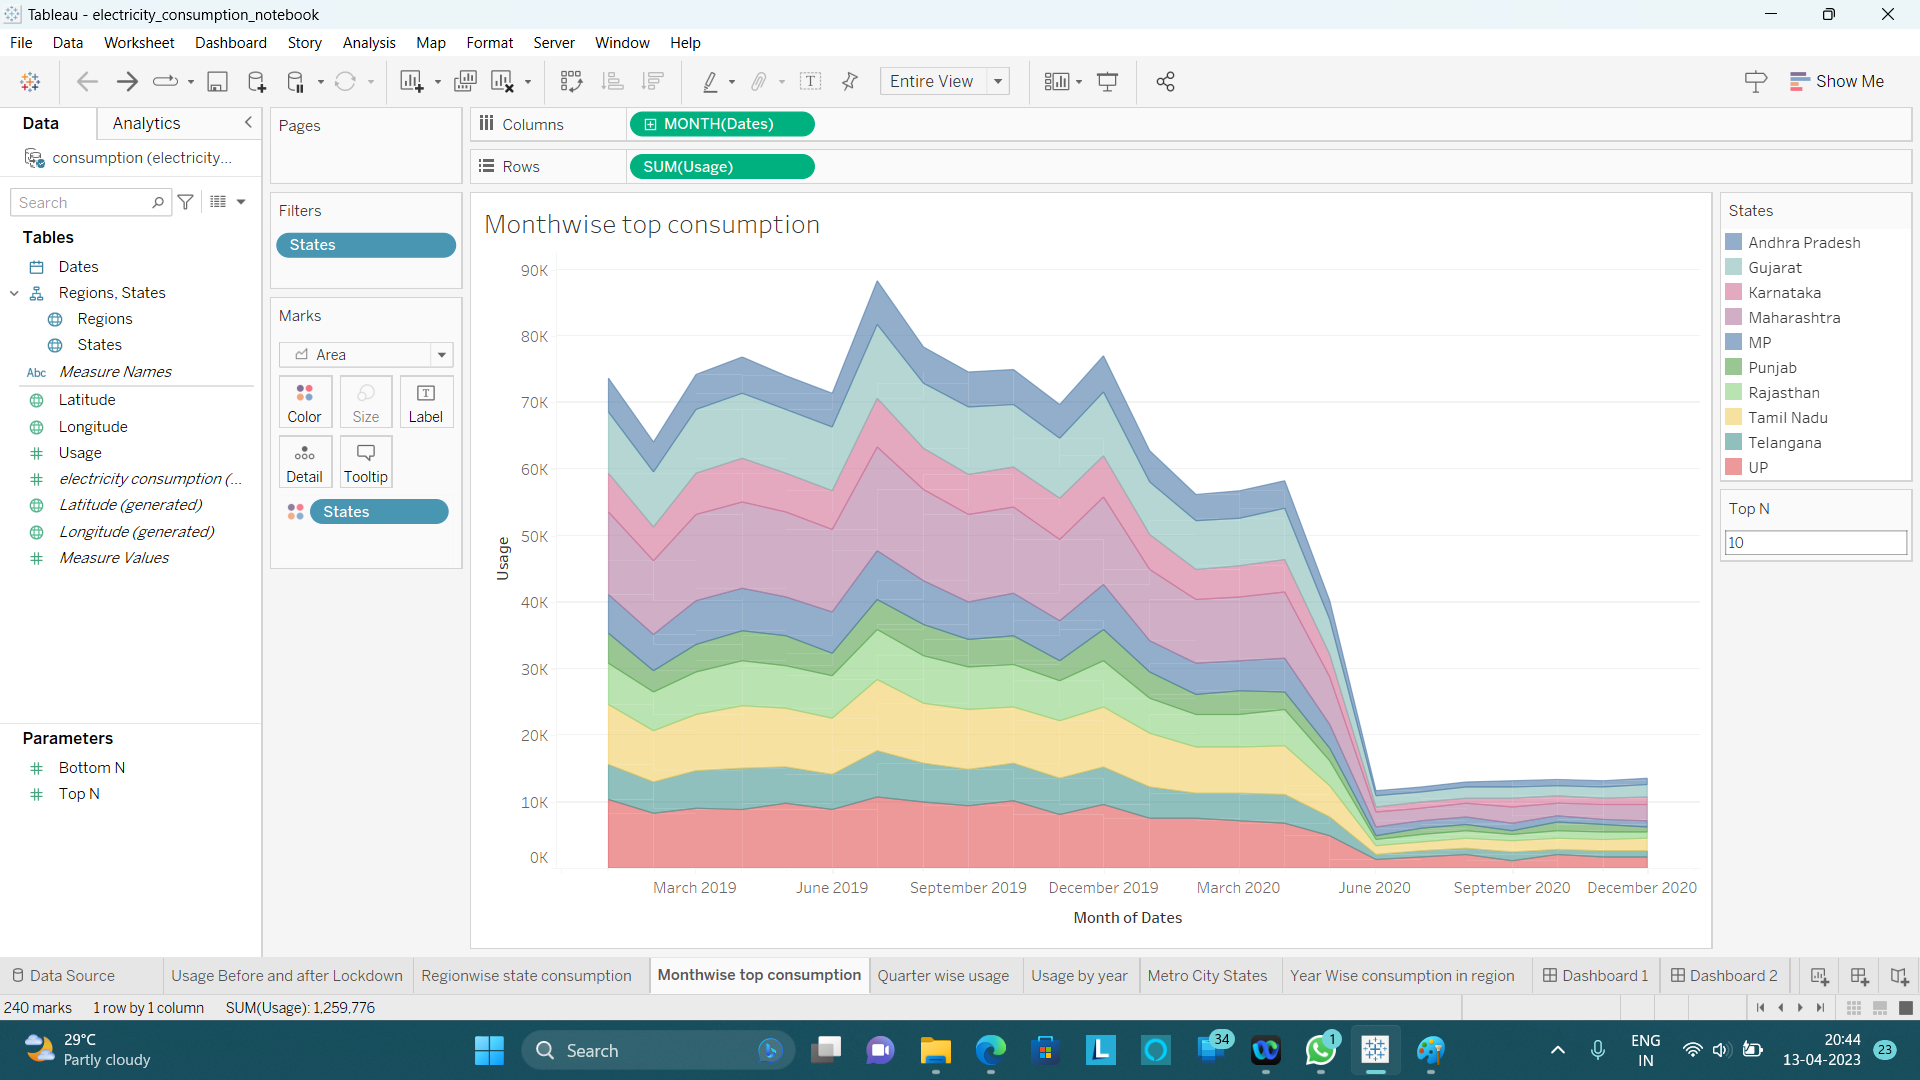 Tableau - electricity_consumption_notebook
File Data Worksheet Dashboard Story Analysis Map Format Server Window Help
Entire View
Show Me
Data Analytics
consumption (electricity...
Search
Tables
Dates
Regions, States
Regions
States
Abc Measure Names
Latitude
Longitude
Usage
electricity consumption (...
Latitude (generated)
Longitude (generated)
Measure Values
Parameters
Bottom N
Top N
Pages
Filters
States
Marks
Area
Color Size Label
Detail Tooltip
States
Columns MONTH(Dates)
Rows SUM(Usage)
Monthwise top consumption
90K
80K
70K
60K
50K
40K
30K
20K
10K
0K
Usage
March 2019 June 2019 September 2019 December 2019 March 2020 June 2020 September 2020 December 2020
Month of Dates
States
Andhra Pradesh
Gujarat
Karnataka
Maharashtra
MP
Punjab
Rajasthan
Tamil Nadu
Telangana
UP
Top N
10
Data Source Usage Before and after Lockdown Regionwise state consumption Monthwise top consumption Quarter wise usage Usage by year Metro City States Year Wise consumption in region Dashboard 1 Dashboard 2
240 marks 1 row by 1 column SUM(Usage): 1,259,776
29°C
Partly cloudy
Search
L
34
1
ENG
IN
20:44
13-04-2023
23